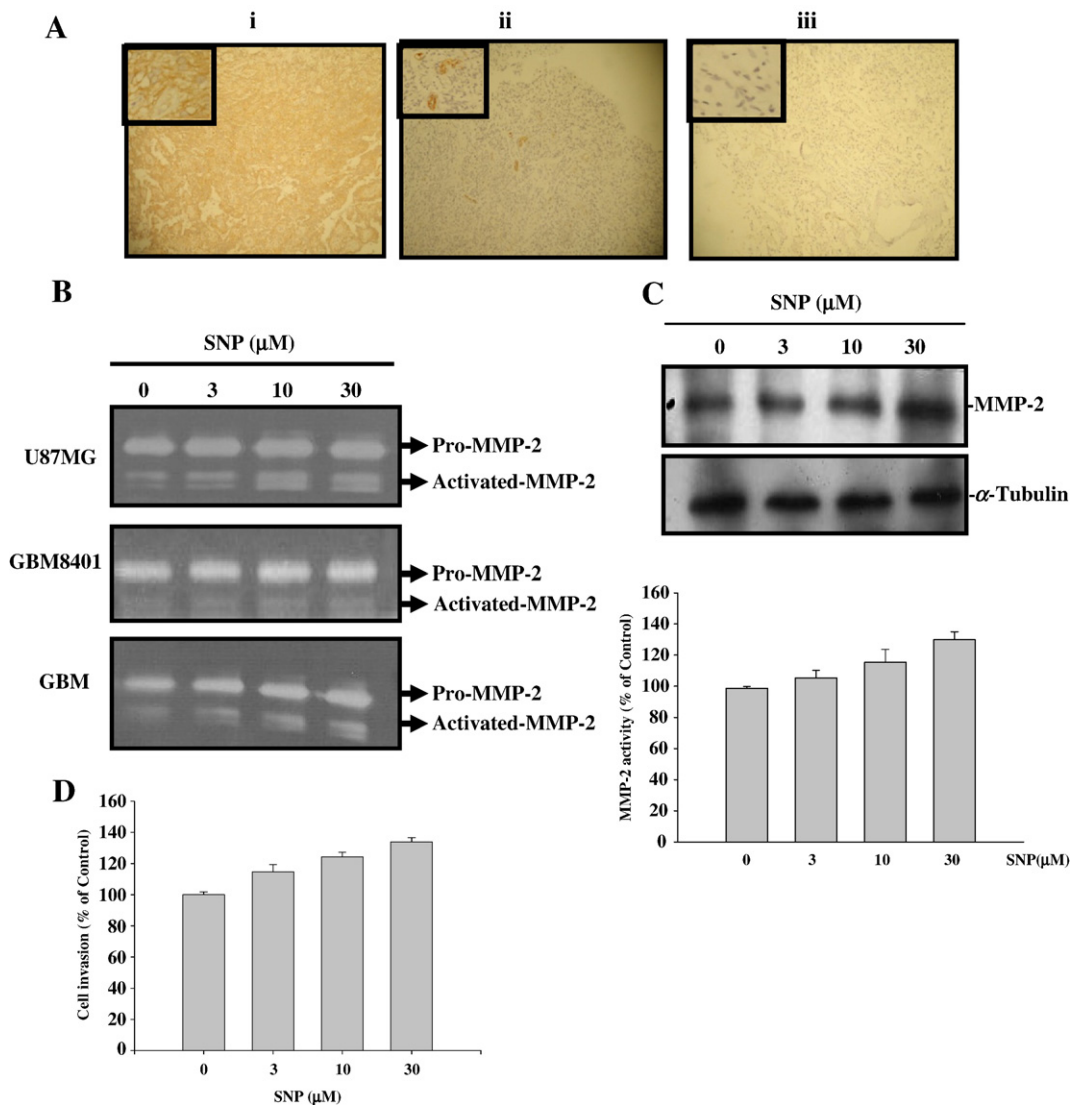 A
i
ii
iii
B
SNP (μM)
0 3 10 30
U87MG
Pro-MMP-2
Activated-MMP-2
GBM8401
Pro-MMP-2
Activated-MMP-2
GBM
Pro-MMP-2
Activated-MMP-2
C
SNP (μM)
0 3 10 30
-MMP-2
-α-Tubulin
MMP-2 activity (% of Control)
160
140
120
100
80
60
40
20
0
0 3 10 30 SNP(μM)
D
Cell invasion (% of Control)
160
140
120
100
80
60
40
20
0
0 3 10 30
SNP (μM)